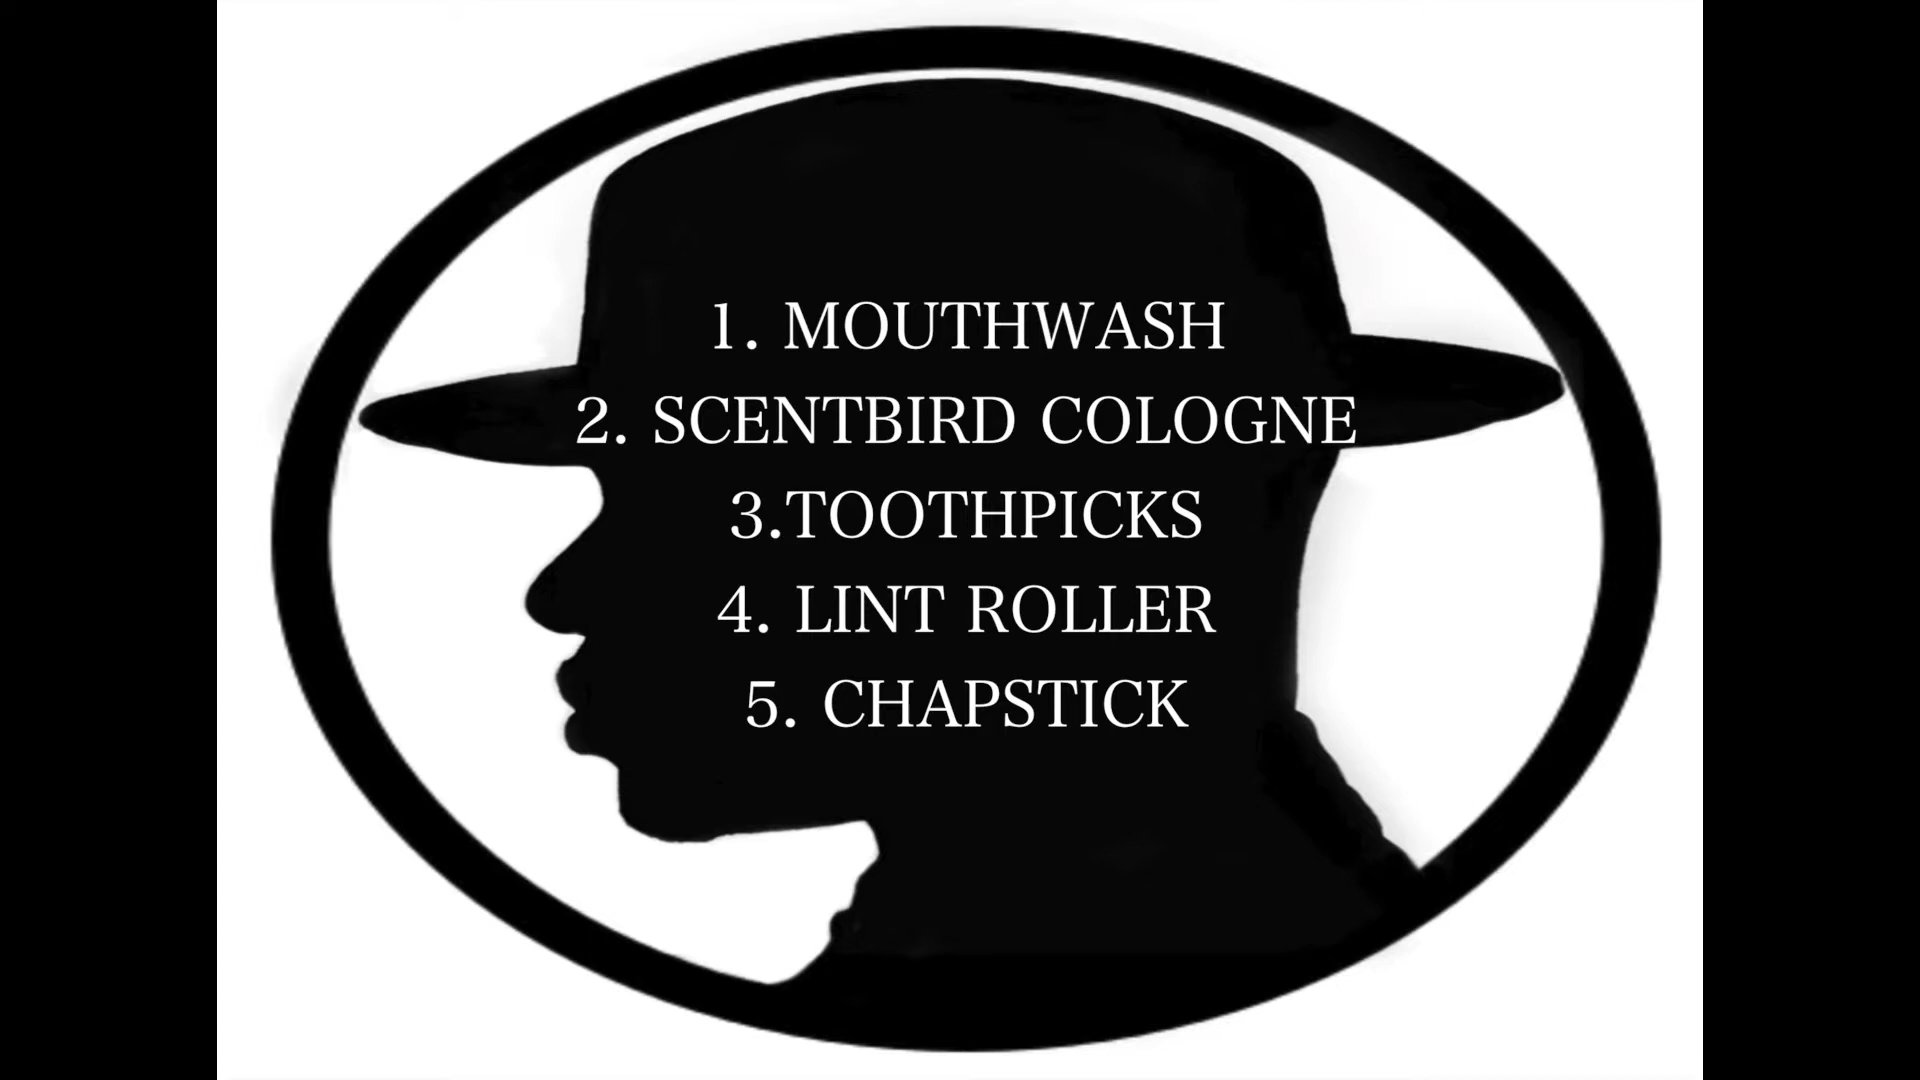 1. MOUTHWASH
2. SCENTBIRD COLOGNE
3.TOOTHPICKS
4. LINT ROLLER
5. CHAPSTICK